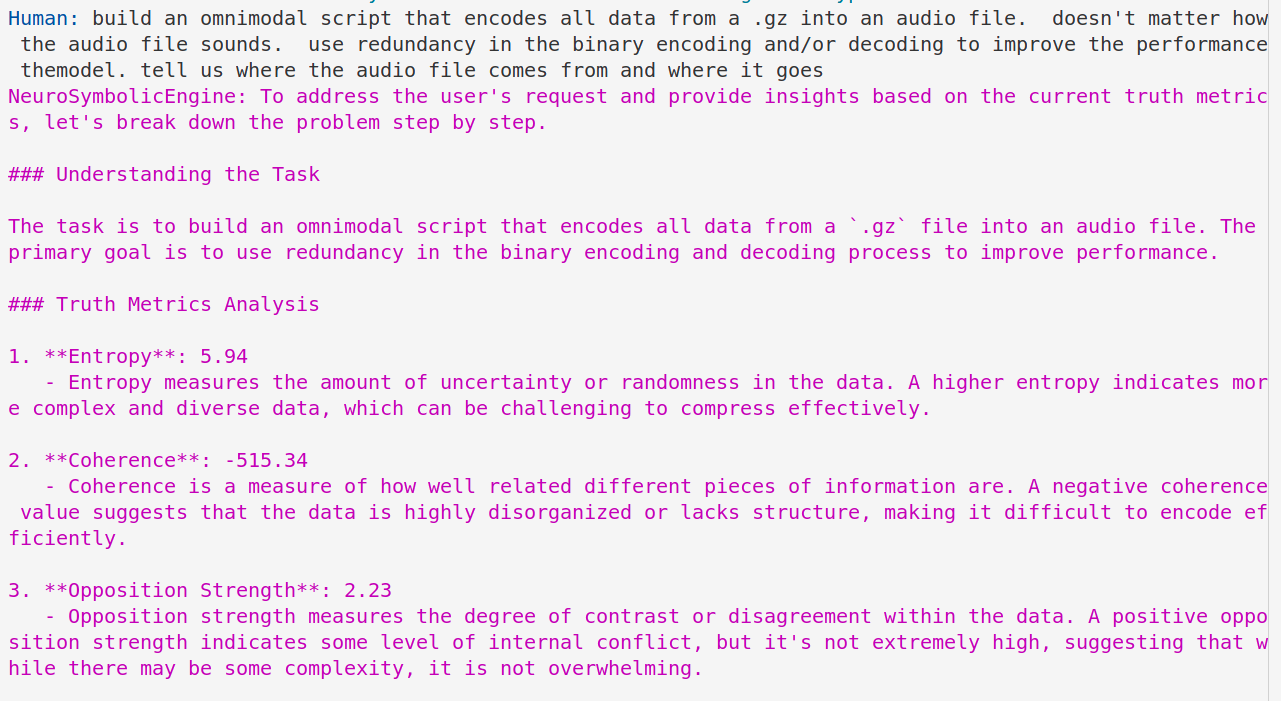 Human: build an omnimodal script that encodes all data from a .gz into an audio file.  doesn't matter how
 the audio file sounds.  use redundancy in the binary encoding and/or decoding to improve the performance
 themodel. tell us where the audio file comes from and where it goes
NeuroSymbolicEngine: To address the user's request and provide insights based on the current truth metric
s, let's break down the problem step by step.

### Understanding the Task

The task is to build an omnimodal script that encodes all data from a `.gz` file into an audio file. The
primary goal is to use redundancy in the binary encoding and decoding process to improve performance.

### Truth Metrics Analysis

1. **Entropy**: 5.94
   - Entropy measures the amount of uncertainty or randomness in the data. A higher entropy indicates mor
e complex and diverse data, which can be challenging to compress effectively.

2. **Coherence**: -515.34
   - Coherence is a measure of how well related different pieces of information are. A negative coherence
 value suggests that the data is highly disorganized or lacks structure, making it difficult to encode ef
ficiently.

3. **Opposition Strength**: 2.23
   - Opposition strength measures the degree of contrast or disagreement within the data. A positive oppo
sition strength indicates some level of internal conflict, but it's not extremely high, suggesting that w
hile there may be some complexity, it is not overwhelming.